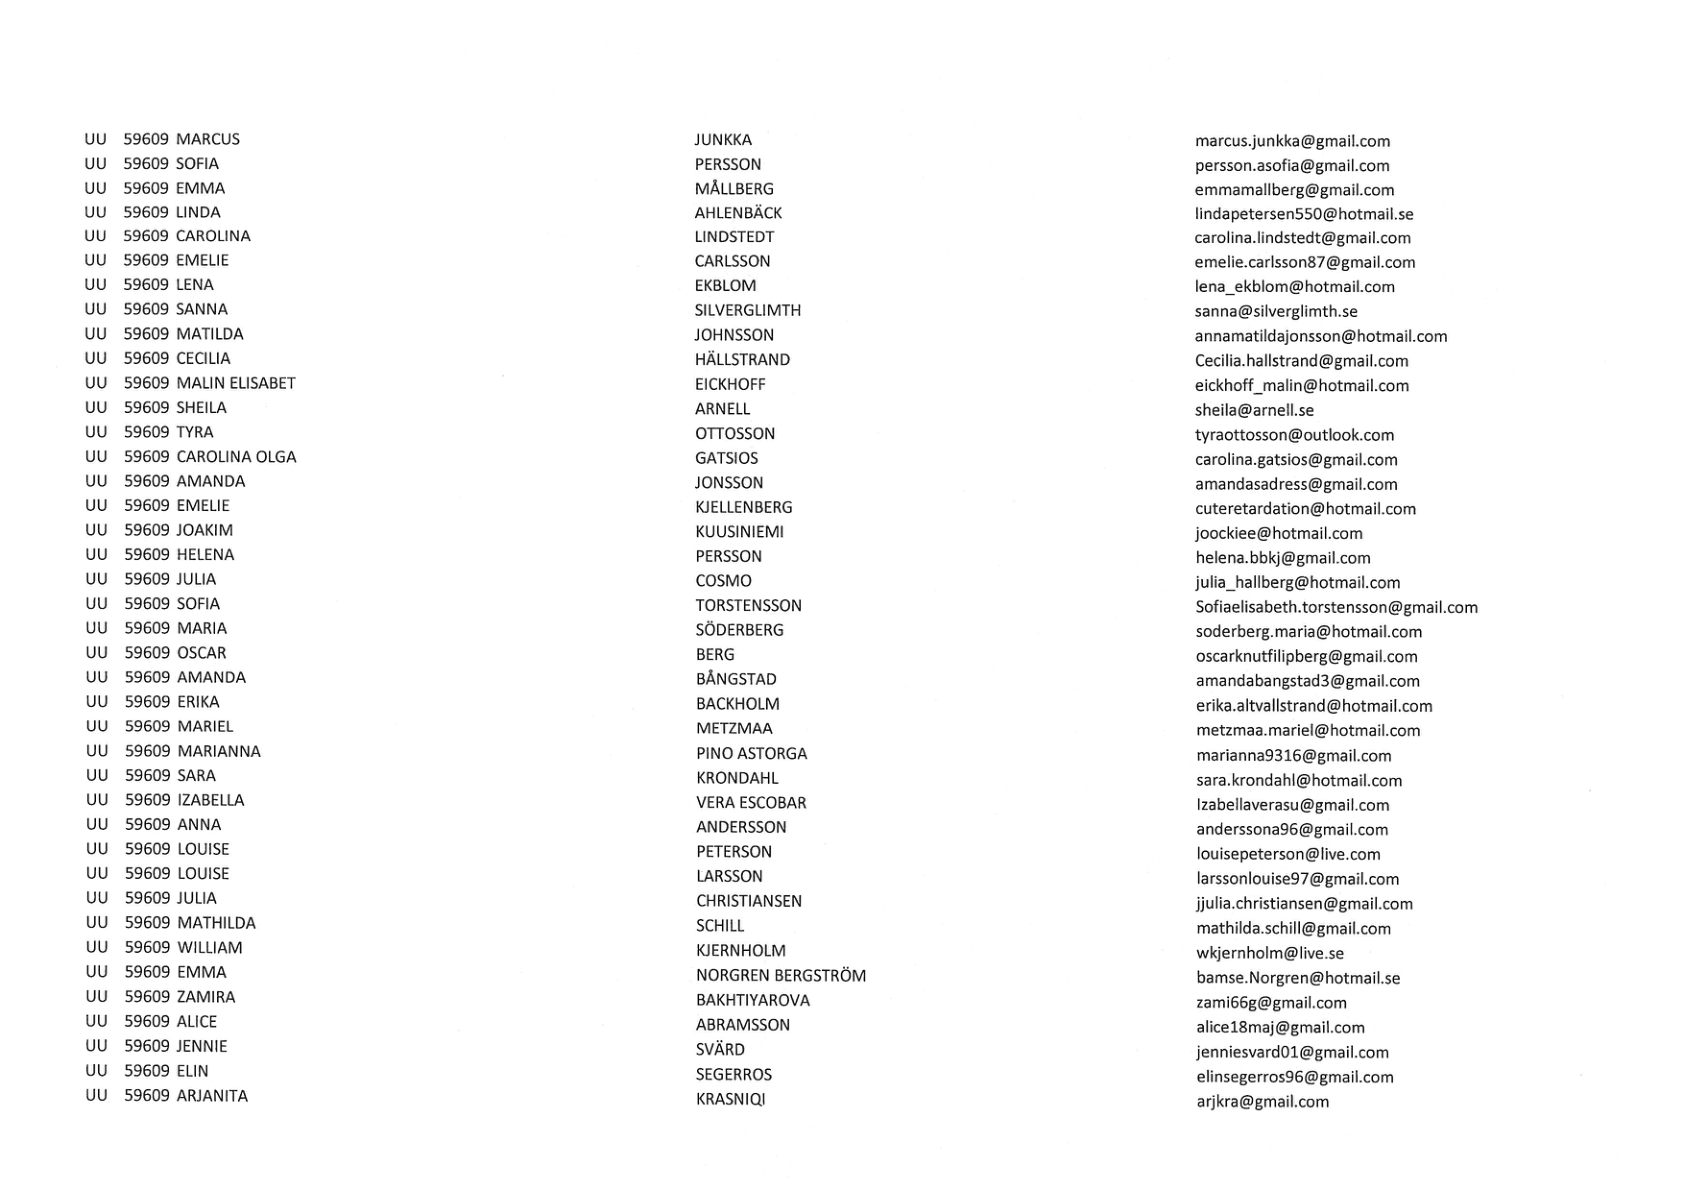 UU 59609 MARCUS JUNKKA marcus.junkka@gmail.com
UU 59609 SOFIA PERSSON persson.asofia@gmail.com
UU 59609 EMMA MÅLLBERG emmamallberg@gmail.com
UU 59609 LINDA AHLENBÄCK lindapetersen550@hotmail.se
UU 59609 CAROLINA LINDSTEDT carolina.lindstedt@gmail.com
UU 59609 EMELIE CARLSSON emelie.carlsson87@gmail.com
UU 59609 LENA EKBLOM lena_ekblom@hotmail.com
UU 59609 SANNA SILVERGLIMTH sanna@silverglimth.se
UU 59609 MATILDA JOHNSSON annamatildajonsson@hotmail.com
UU 59609 CECILIA HÄLLSTRAND Cecilia.hallstrand@gmail.com
UU 59609 MALIN ELISABET EICKHOFF eickhoff_malin@hotmail.com
UU 59609 SHEILA ARNELL sheila@arnell.se
UU 59609 TYRA OTTOSSON tyraottosson@outlook.com
UU 59609 CAROLINA OLGA GATSIOS carolina.gatsios@gmail.com
UU 59609 AMANDA JONSSON amandasadress@gmail.com
UU 59609 EMELIE KJELLENBERG cuteretardation@hotmail.com
UU 59609 JOAKIM KUUSINIEMI joockiee@hotmail.com
UU 59609 HELENA PERSSON helena.bbkj@gmail.com
UU 59609 JULIA COSMO julia_hallberg@hotmail.com
UU 59609 SOFIA TORSTENSSON Sofiaelisabeth.torstensson@gmail.com
UU 59609 MARIA SÖDERBERG soderberg.maria@hotmail.com
UU 59609 OSCAR BERG oscarknutfilipberg@gmail.com
UU 59609 AMANDA BÅNGSTAD amandabangstad3@gmail.com
UU 59609 ERIKA BACKHOLM erika.altvallstrand@hotmail.com
UU 59609 MARIEL METZMAA metzmaa.mariel@hotmail.com
UU 59609 MARIANNA PINO ASTORGA marianna9316@gmail.com
UU 59609 SARA KRONDAHL sara.krondahl@hotmail.com
UU 59609 IZABELLA VERA ESCOBAR Izabellaverasu@gmail.com
UU 59609 ANNA ANDERSSON anderssona96@gmail.com
UU 59609 LOUISE PETERSON louisepeterson@live.com
UU 59609 LOUISE LARSSON larssonlouise97@gmail.com
UU 59609 JULIA CHRISTIANSEN jjulia.christiansen@gmail.com
UU 59609 MATHILDA SCHILL mathilda.schill@gmail.com
UU 59609 WILLIAM KJERNHOLM wkjernholm@live.se
UU 59609 EMMA NORGREN BERGSTRÖM bamse.Norgren@hotmail.se
UU 59609 ZAMIRA BAKHTIYAROVA zami66g@gmail.com
UU 59609 ALICE ABRAMSSON alice18maj@gmail.com
UU 59609 JENNIE SVÄRD jenniesvard01@gmail.com
UU 59609 ELIN SEGERROS elinsegerros96@gmail.com
UU 59609 ARJANITA KRASNIQI arjkra@gmail.com